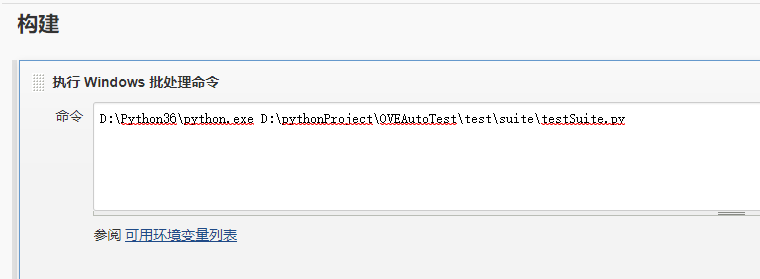 构建
执行 Windows 批处理命令
命令
D:\Python36\python.exe D:\pythonProject\OVEAutoTest\test\suite\testSuite.py
参阅 可用环境变量列表